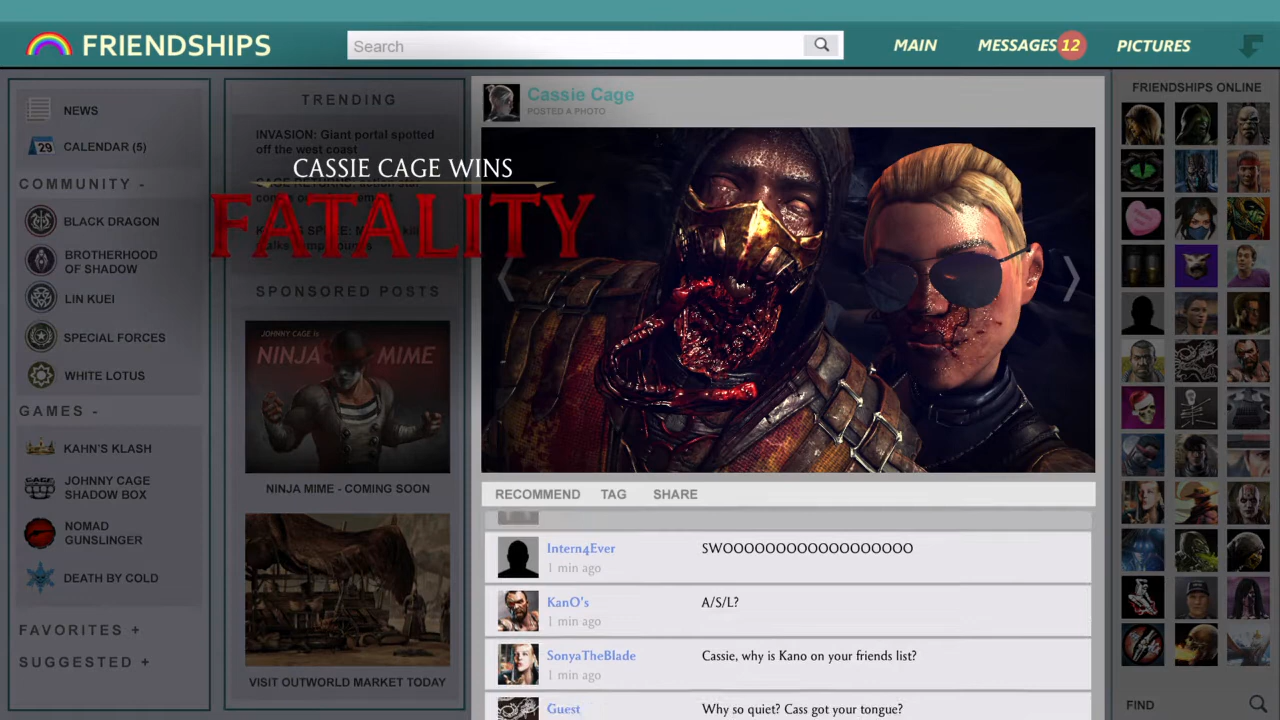 FRIENDSHIPS
Search
MAIN
MESSAGES 12
PICTURES
NEWS
29
CALENDAR (5)
COMMUNITY -
BLACK DRAGON
BROTHERHOOD
OF SHADOW
LIN KUEI
SPECIAL FORCES
WHITE LOTUS
GAMES -
KAHN'S KLASH
JOHNNY CAGE
SHADOW BOX
NOMAD
GUNSLINGER
DEATH BY COLD
FAVORITES +
SUGGESTED +
TRENDING
INVASION: Giant portal spotted
off the west coast
CASSIE CAGE WINS
FATALITY
SPONSORED POSTS
JOHNNY CAGE is
NINJA MIME
NINJA MIME - COMING SOON
VISIT OUTWORLD MARKET TODAY
Cassie Cage
POSTED A PHOTO
RECOMMEND TAG SHARE
Intern4Ever
SWOOOOOOOOOOOOOOOOOO
1 min ago
KanO's
A/S/L?
1 min ago
SonyaTheBlade
Cassie, why is Kano on your friends list?
1 min ago
Guest
Why so quiet? Cass got your tongue?
FRIENDSHIPS ONLINE
FIND